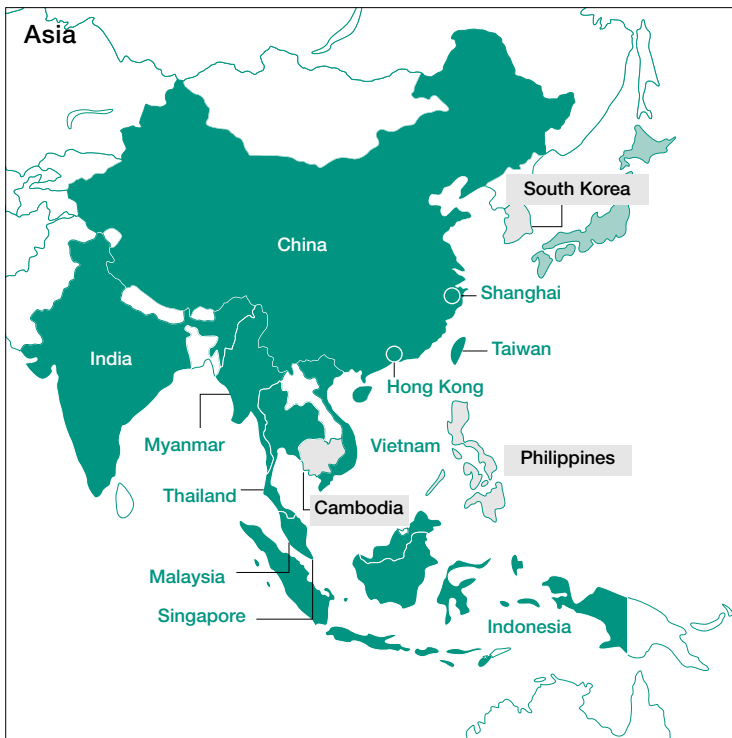 Asia
South Korea
China
Shanghai
Taiwan
India
Hong Kong
Myanmar
Vietnam
Philippines
Thailand
Cambodia
Malaysia
Singapore
Indonesia